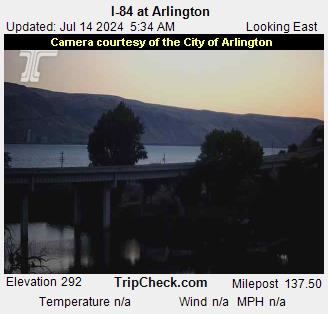 I-84 at Arlington
Updated: Jul 14 2024 5:34 AM Looking East
Camera courtesy of the City of Arlington
Elevation 292 TripCheck.com Milepost 137.50
Temperature n/a Wind n/a MPH n/a